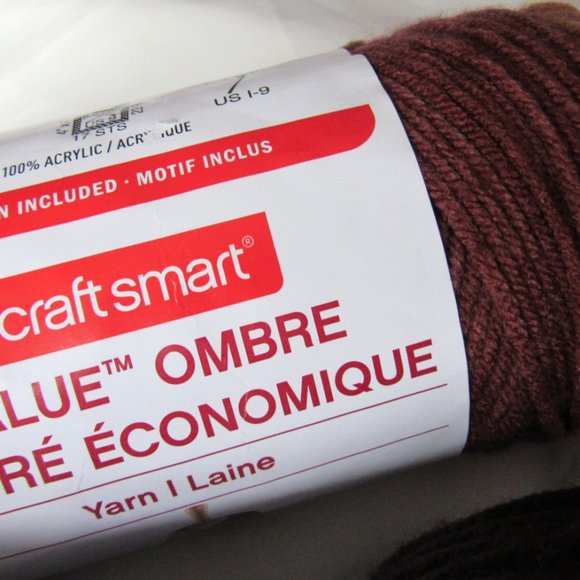 US I-9
17 STS
100% ACRYLIC / ACRYLIQUE
N INCLUDED · MOTIF INCLUS
craft smart®
ALUE™ OMBRE
RÉ ÉCONOMIQUE
Yarn | Laine